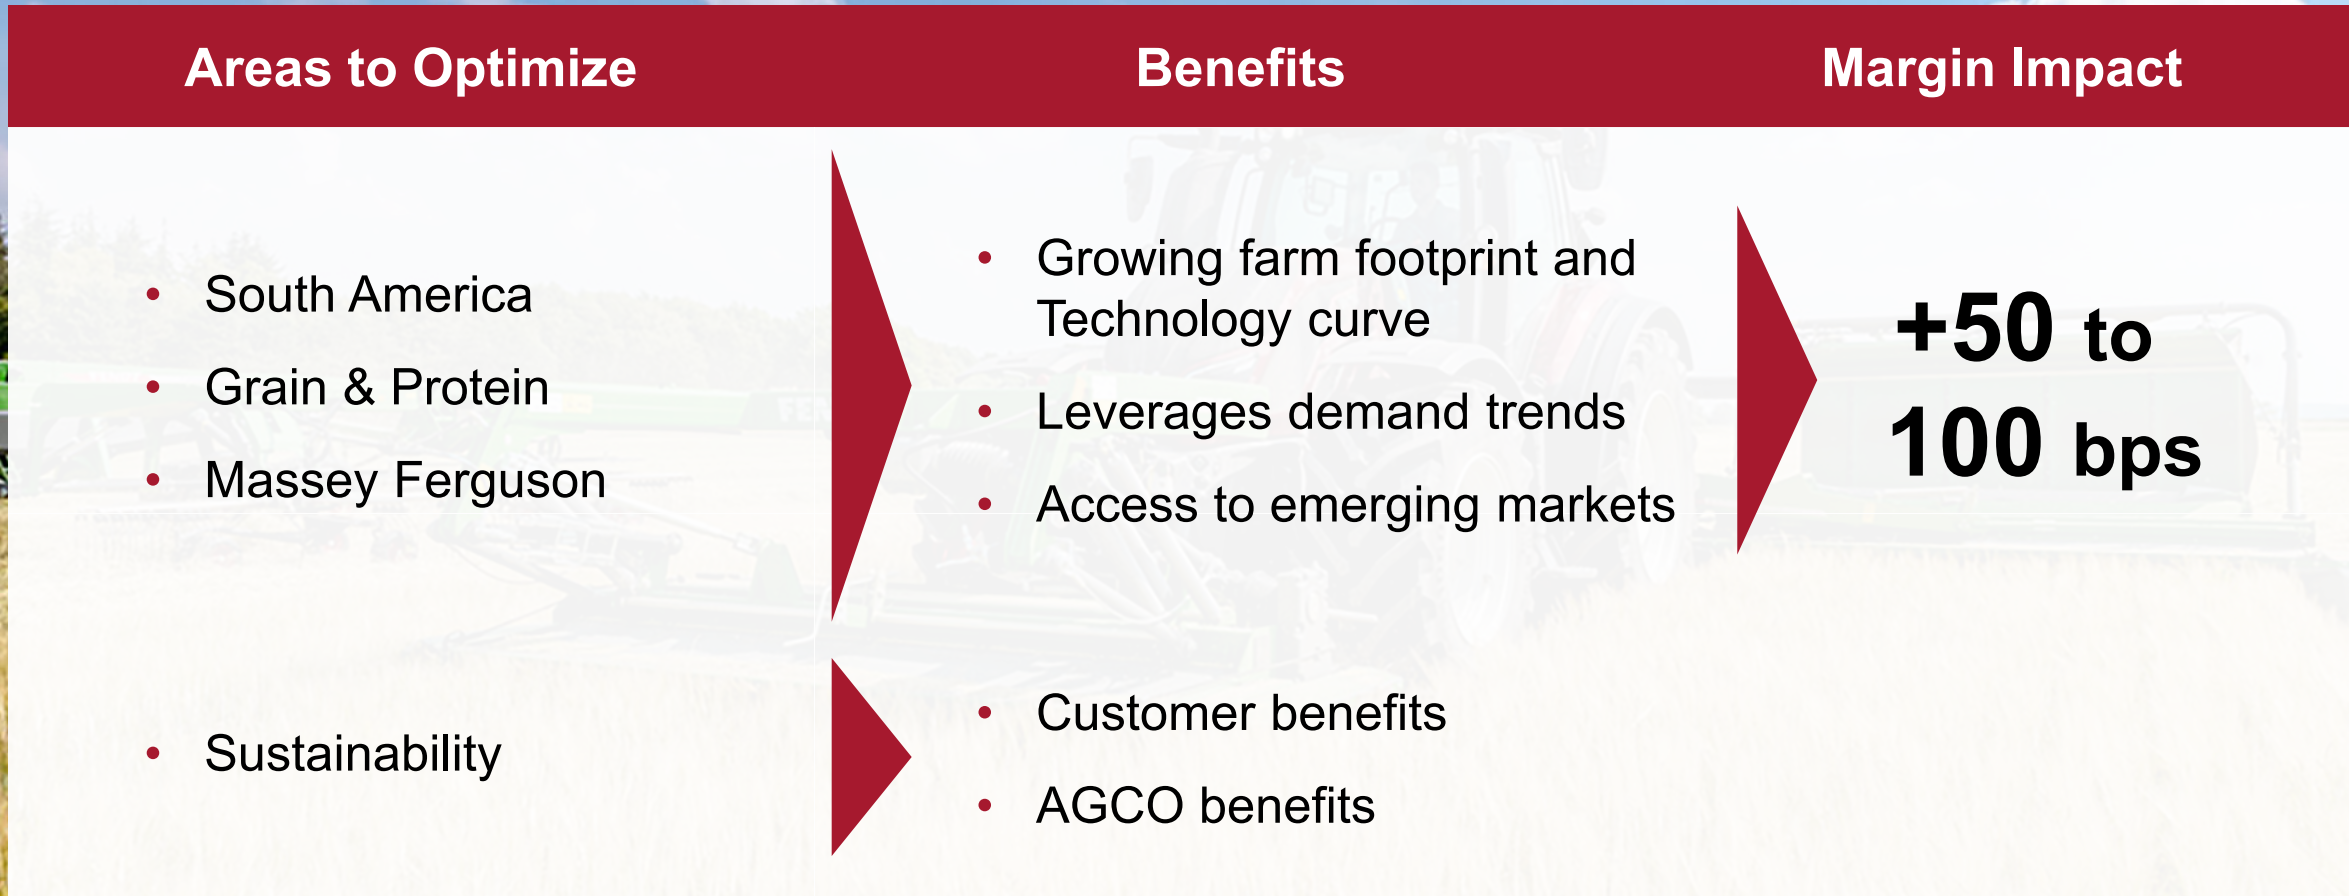 Areas to Optimize
Benefits
Margin Impact
• South America
• Grain & Protein
• Massey Ferguson
• Growing farm footprint and
Technology curve
• Leverages demand trends
• Access to emerging markets
+50 to
100 bps
• Sustainability
• Customer benefits
• AGCO benefits